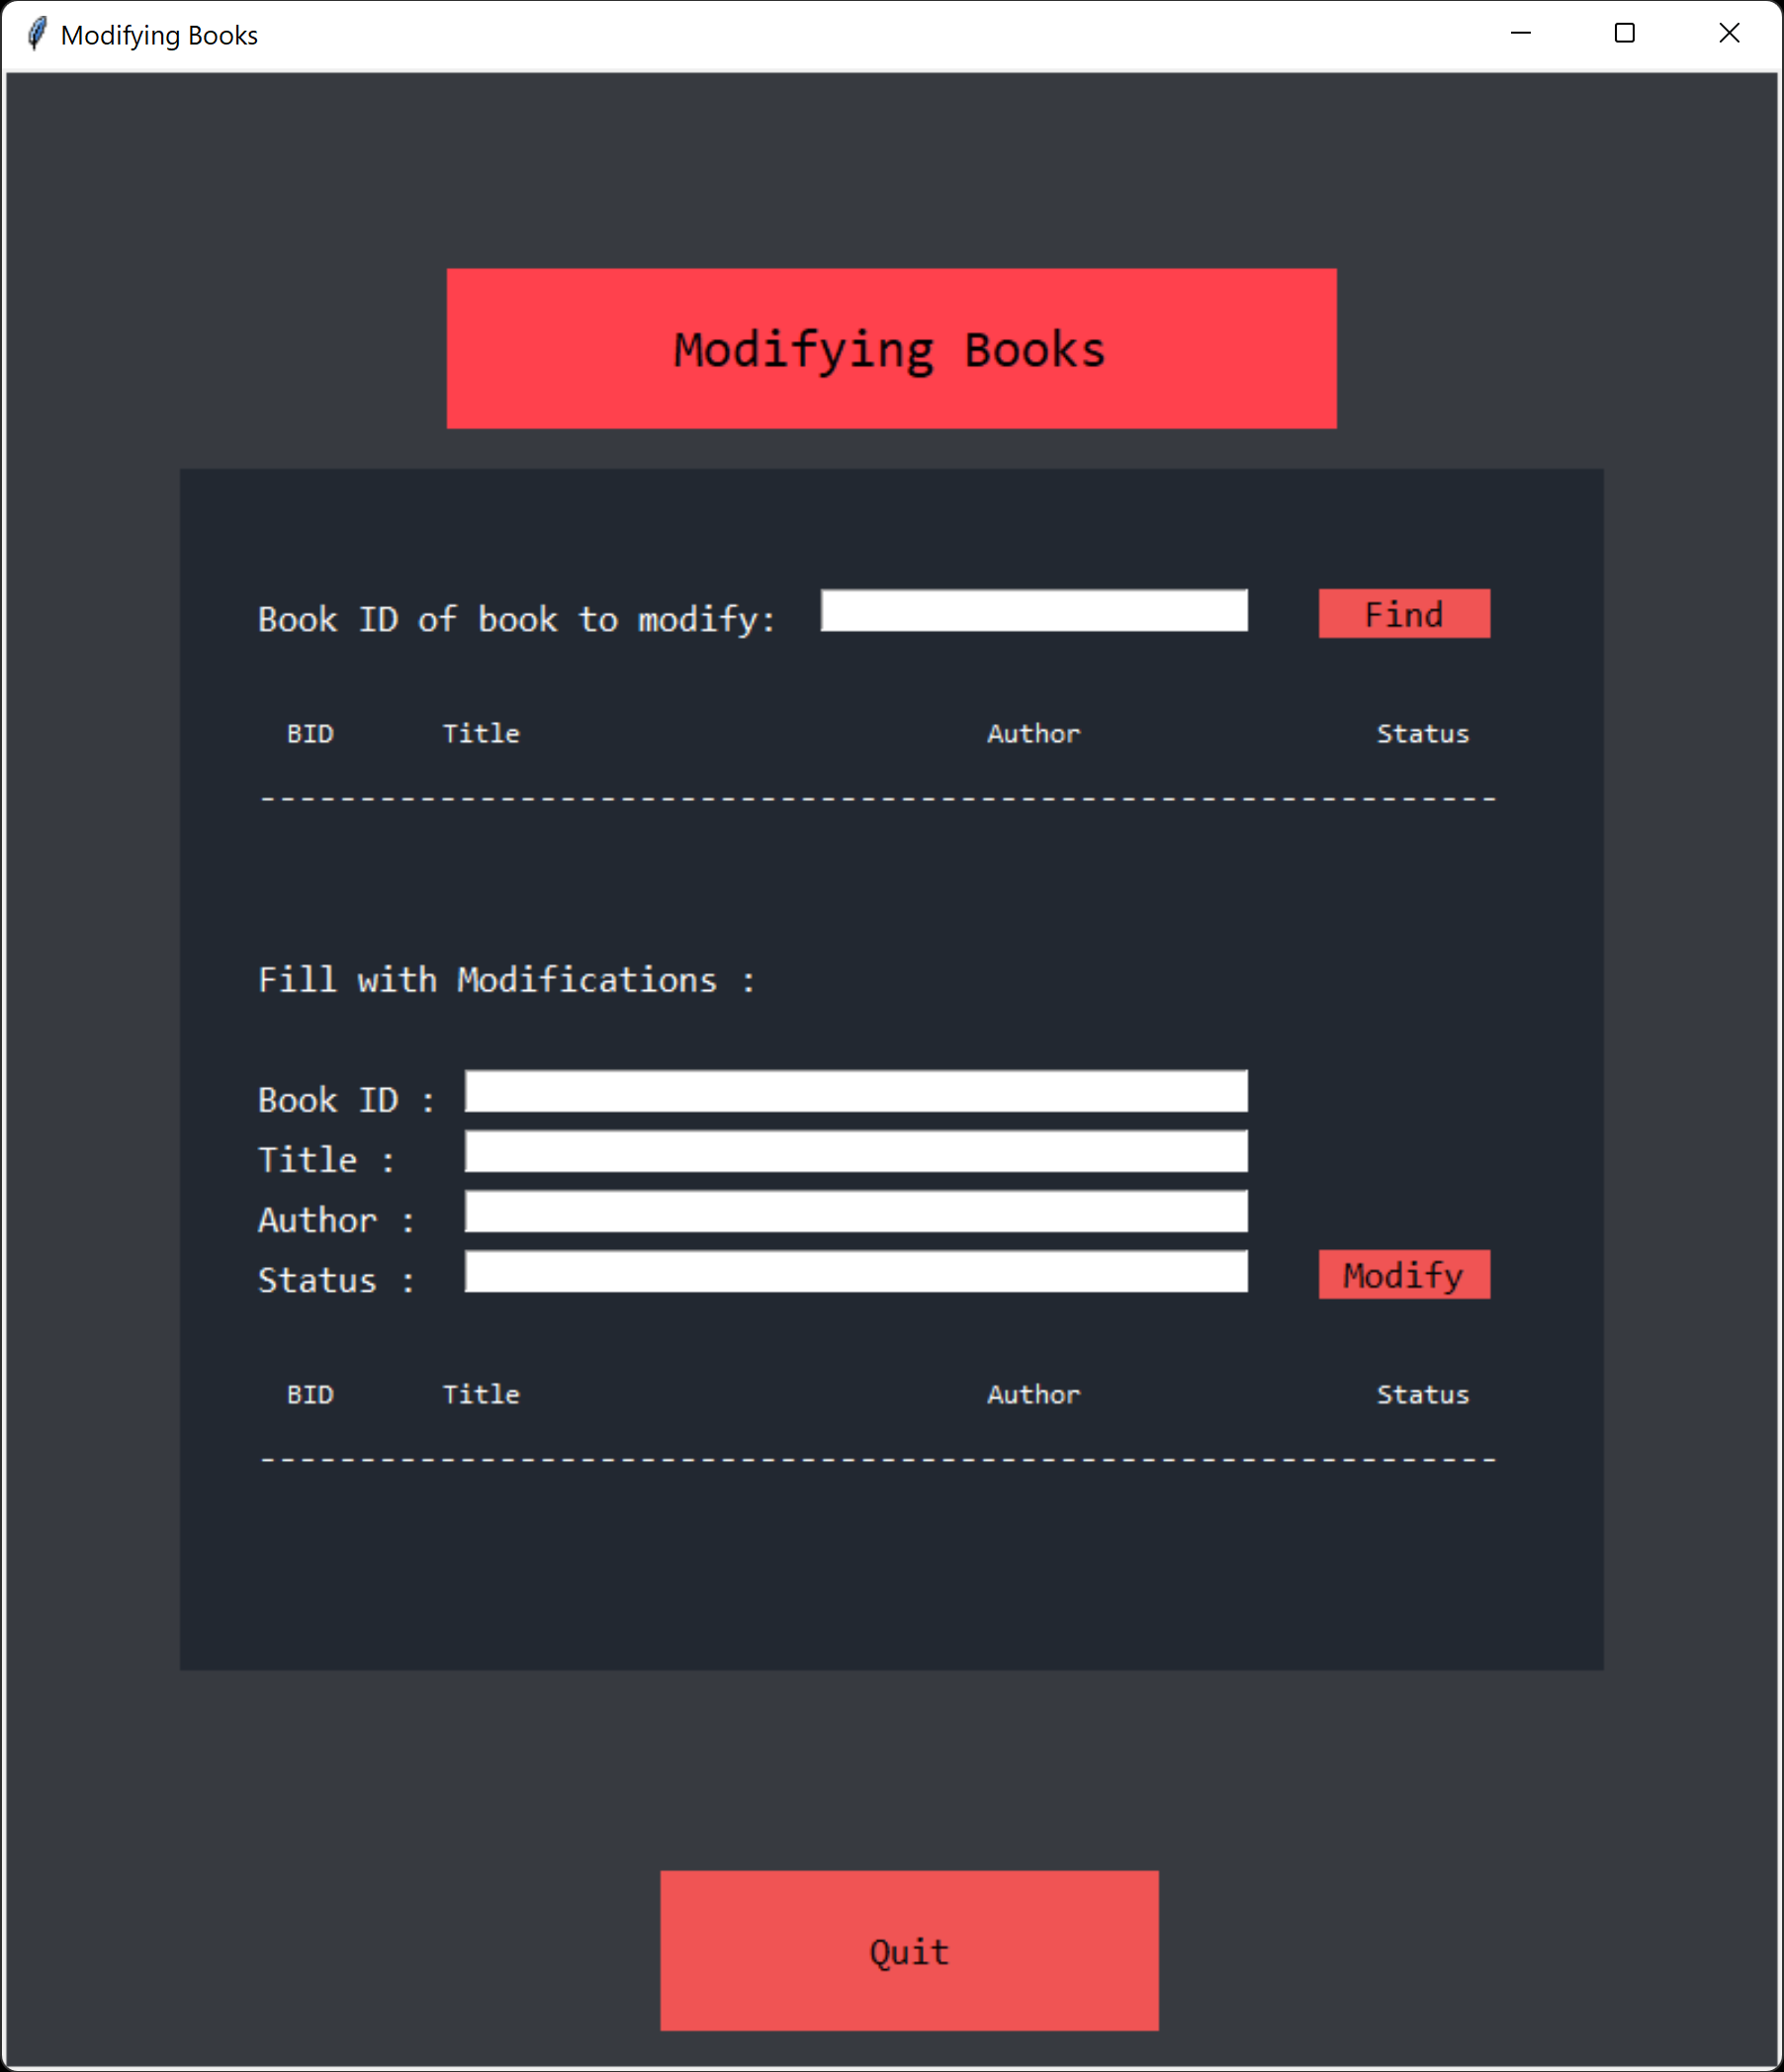 Modifying Books
Modifying Books
Book ID of book to modify: Find
BID Title Author Status
--------------------------------------------------------------
Fill with Modifications :
Book ID :
Title :
Author :
Status : Modify
BID Title Author Status
--------------------------------------------------------------
Quit